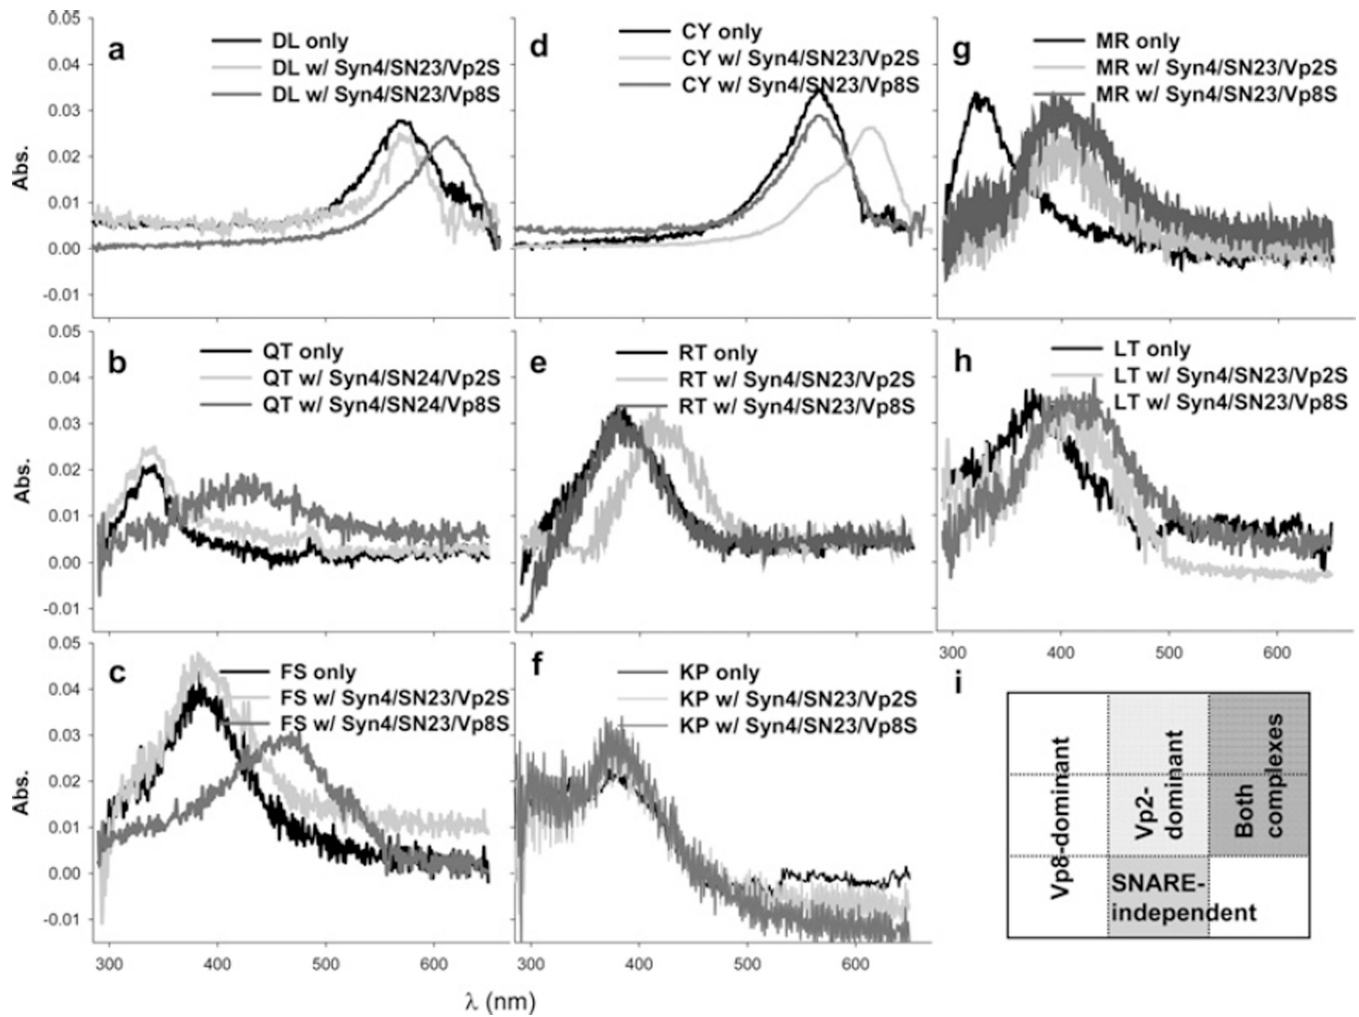 a
DL only
DL w/ Syn4/SN23/Vp2S
DL w/ Syn4/SN23/Vp8S
0.05
0.04
0.03
0.02
0.01
0.00
-0.01
Abs.
d
CY only
CY w/ Syn4/SN23/Vp2S
CY w/ Syn4/SN23/Vp8S
g
MR only
MR w/ Syn4/SN23/Vp2S
MR w/ Syn4/SN23/Vp8S
b
QT only
QT w/ Syn4/SN24/Vp2S
QT w/ Syn4/SN24/Vp8S
0.05
0.04
0.03
0.02
0.01
0.00
-0.01
Abs.
e
RT only
RT w/ Syn4/SN23/Vp2S
RT w/ Syn4/SN23/Vp8S
h
LT only
LT w/ Syn4/SN23/Vp2S
LT w/ Syn4/SN23/Vp8S
300 400 500 600
c
FS only
FS w/ Syn4/SN23/Vp2S
FS w/ Syn4/SN23/Vp8S
0.05
0.04
0.03
0.02
0.01
0.00
-0.01
Abs.
300 400 500 600
f
KP only
KP w/ Syn4/SN23/Vp2S
KP w/ Syn4/SN23/Vp8S
300 400 500 600
i
Vp8-dominant
Vp2-
dominant
Both
complexes
SNARE-
independent
λ (nm)